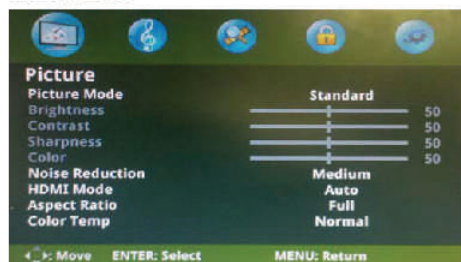 Picture
Picture Mode Standard
Brightness 50
Contrast 50
Sharpness 50
Color 50
Noise Reduction Medium
HDMI Mode Auto
Aspect Ratio Full
Color Temp Normal
: Move ENTER: Select MENU: Return